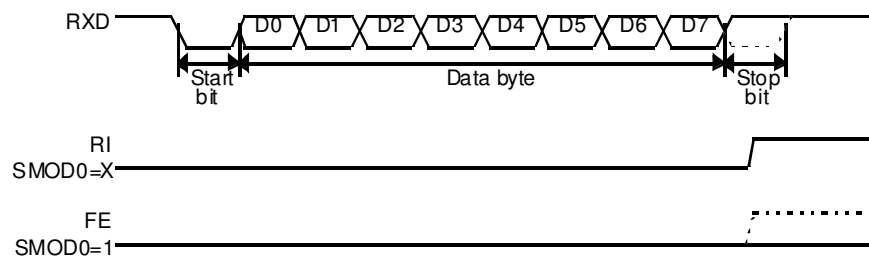 RXD D0 D1 D2 D3 D4 D5 D6 D7
Start bit
Data byte
Stop bit
RI
SMOD0=X
FE
SMOD0=1